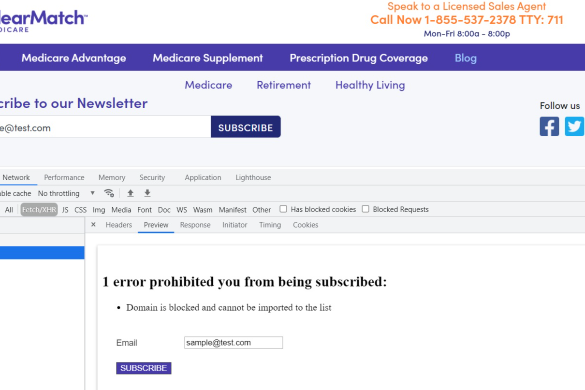 learMatch™
DICARE
Speak to a Licensed Sales Agent
Call Now 1-855-537-2378 TTY: 711
Mon-Fri 8:00a - 8:00p
Medicare Advantage Medicare Supplement Prescription Drug Coverage Blog
Medicare Retirement Healthy Living
cribe to our Newsletter
Follow us
e@test.com SUBSCRIBE
Network Performance Memory Security Application Lighthouse
ble cache No throttling
All Fetch/XHR JS CSS Img Media Font Doc WS Wasm Manifest Other Has blocked cookies Blocked Requests
× Headers Preview Response Initiator Timing Cookies
1 error prohibited you from being subscribed:
• Domain is blocked and cannot be imported to the list
Email sample@test.com
SUBSCRIBE